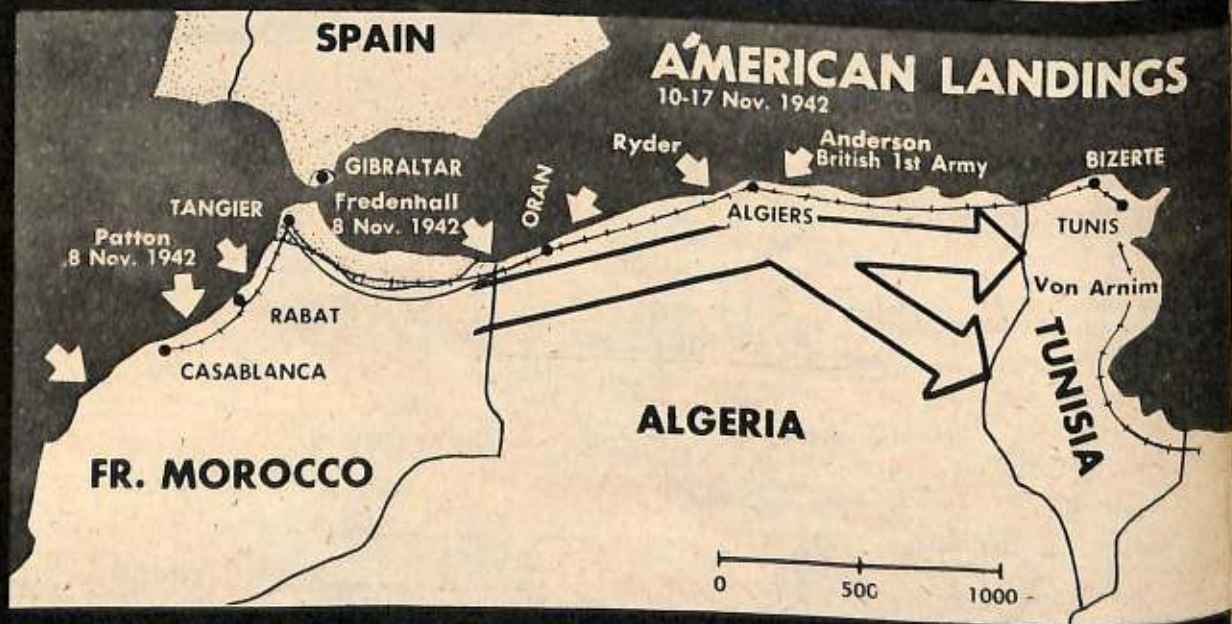 SPAIN
AMERICAN LANDINGS
10-17 Nov. 1942
Ryder
Anderson
British 1st Army
BIZERTE
GIBRALTAR
TANGIER
Fredenhall
8 Nov. 1942
ORAN
ALGIERS
TUNIS
Patton
8 Nov. 1942
RABAT
Von Arnim
CASABLANCA
TUNISIA
ALGERIA
FR. MOROCCO
0 500 1000